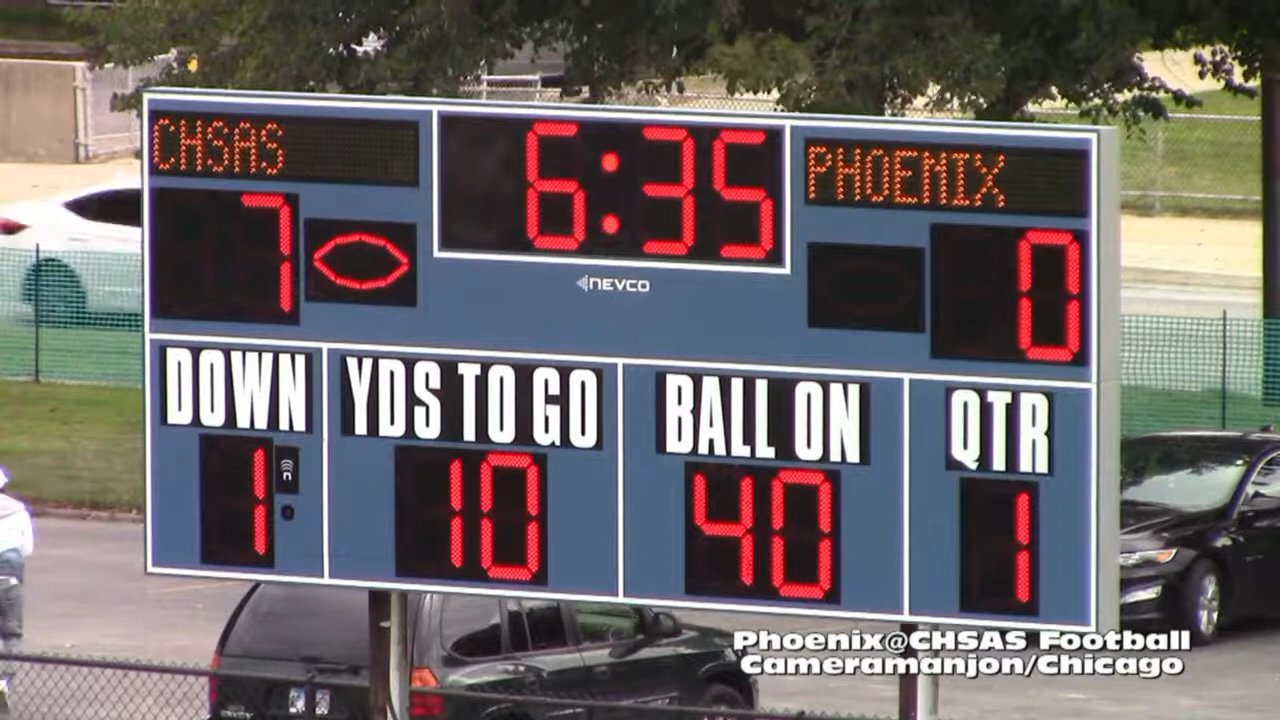 CHSAS
6:35
PHOENIX
7
0
NEVCO
DOWN
YDS TO GO
BALL ON
QTR
1
10
40
1
Phoenix@CHSAS Football
Cameramanjon/Chicago